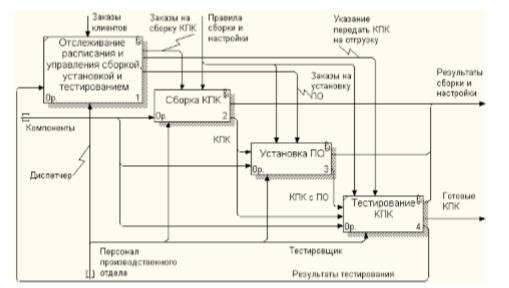 Заказы
клиентов
Заказы на
сборку КПК
Правила
сборки и
настройки
Указание
передать КПК
на отгрузку
Отслеживание
расписания и
управления сборкой,
установкой и
тестированием
0р.
1
Заказы на
установку
ПО
Результаты
сборки и
настройки
Сборка КПК
0р.
2
Компоненты
КПК
Установка ПО
0р.
3
Диспетчер
КПК с ПО
Тестирование
КПК
0р.
4
Готовые
КПК
Персонал
производственного
отдела
Тестировщик
Результаты тестирования